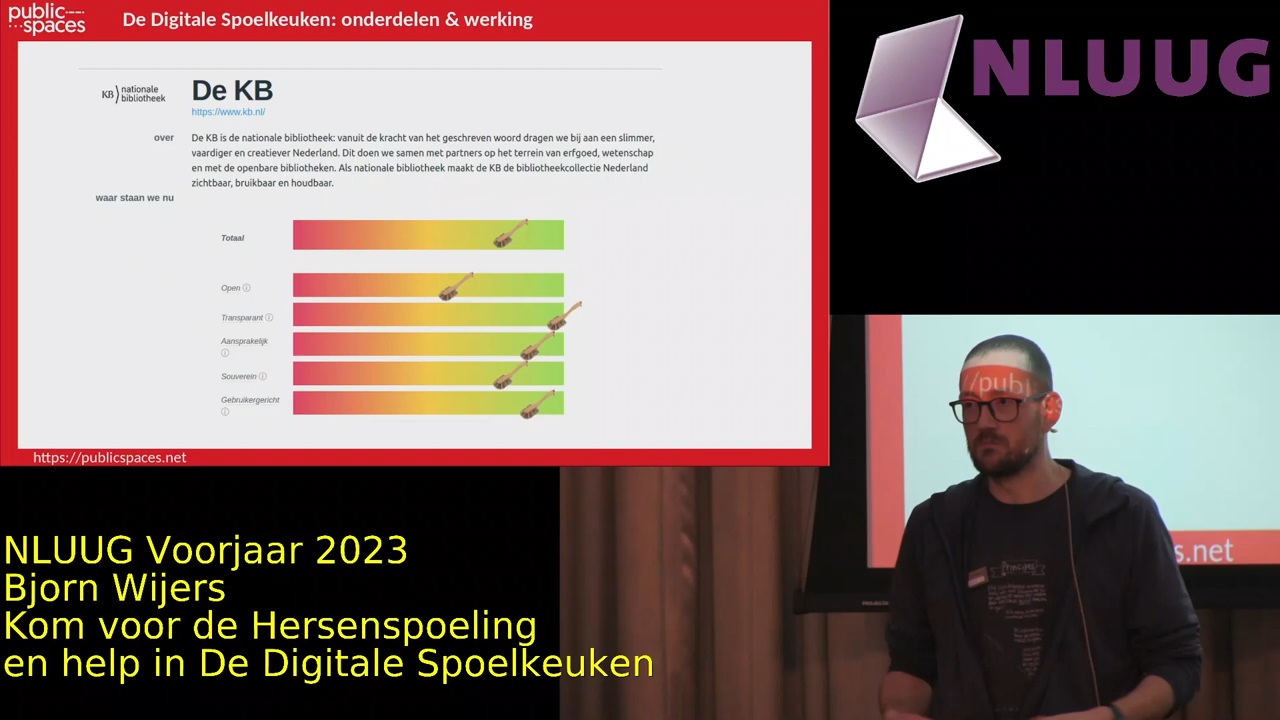 public
spaces
De Digitale Spoelkeuken: onderdelen & werking
NLUUG
KB nationale
bibliotheek
De KB
https://www.kb.nl/
over
De KB is de nationale bibliotheek: vanuit de kracht van het geschreven woord dragen we bij aan een slimmer,
vaardiger en creatiever Nederland. Dit doen we samen met partners op het terrein van erfgoed, wetenschap
en met de openbare bibliotheken. Als nationale bibliotheek maakt de KB de bibliotheekcollectie Nederland
zichtbaar, bruikbaar en houdbaar.
waar staan we nu
Totaal
Open
Transparant
Aansprakelijk
Souverein
Gebruikergericht
https://publicspaces.net
//publ
s.net
NLUUG Voorjaar 2023
Bjorn Wijers
Kom voor de Hersenspoeling
en help in De Digitale Spoelkeuken